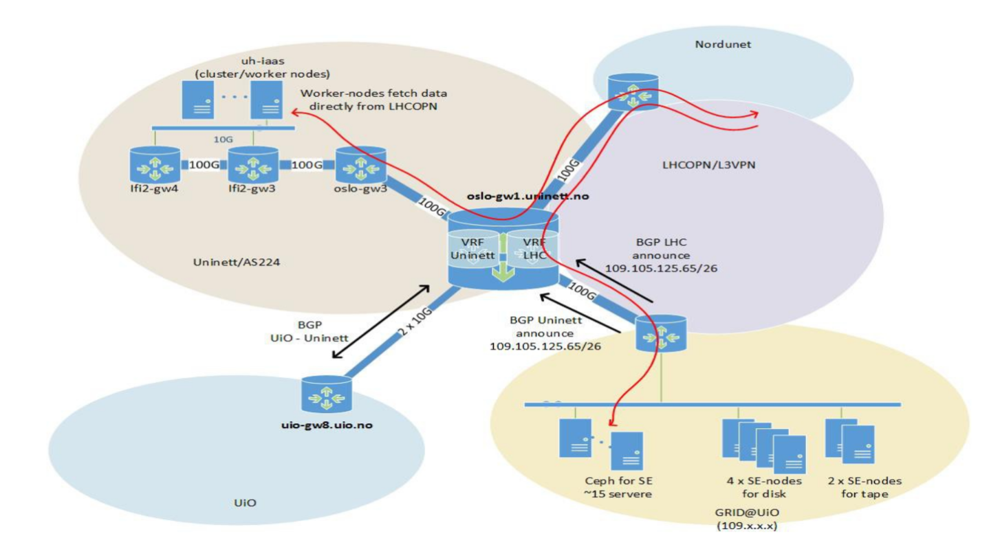 Nordunet
uh-iaas
(cluster/worker nodes)
Worker-nodes fetch data
directly from LHCOPN
10G
100G
100G
Ifi2-gw4
Ifi2-gw3
oslo-gw3
100G
100G
LHCOPN/L3VPN
oslo-gw1.uninett.no
VRF
Uninett
VRF
LHC
Uninett/AS224
BGP LHC
announce
109.105.125.65/26
100G
BGP
UiO - Uninett
2 x 10G
BGP Uninett
announce
109.105.125.65/26
uio-gw8.uio.no
UiO
Ceph for SE
~15 servere
4 x SE-nodes
for disk
2 x SE-nodes
for tape
GRID@UiO
(109.x.x.x)